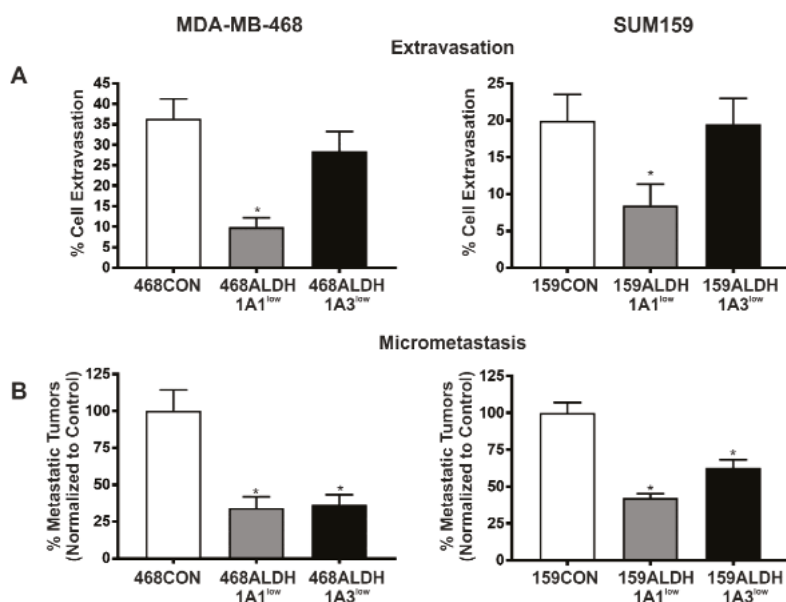 MDA-MB-468
SUM159
Extravasation
A
% Cell Extravasation
45
40
35
30
25
20
15
10
5
0
*
468CON
468ALDH
1A1low
468ALDH
1A3low
% Cell Extravasation
25
20
15
10
5
0
*
159CON
159ALDH
1A1low
159ALDH
1A3low
Micrometastasis
B
% Metastatic Tumors
(Normalized to Control)
125
100
75
50
25
0
*
*
468CON
468ALDH
1A1low
468ALDH
1A3low
% Metastatic Tumors
(Normalized to Control)
125
100
75
50
25
0
*
*
159CON
159ALDH
1A1low
159ALDH
1A3low